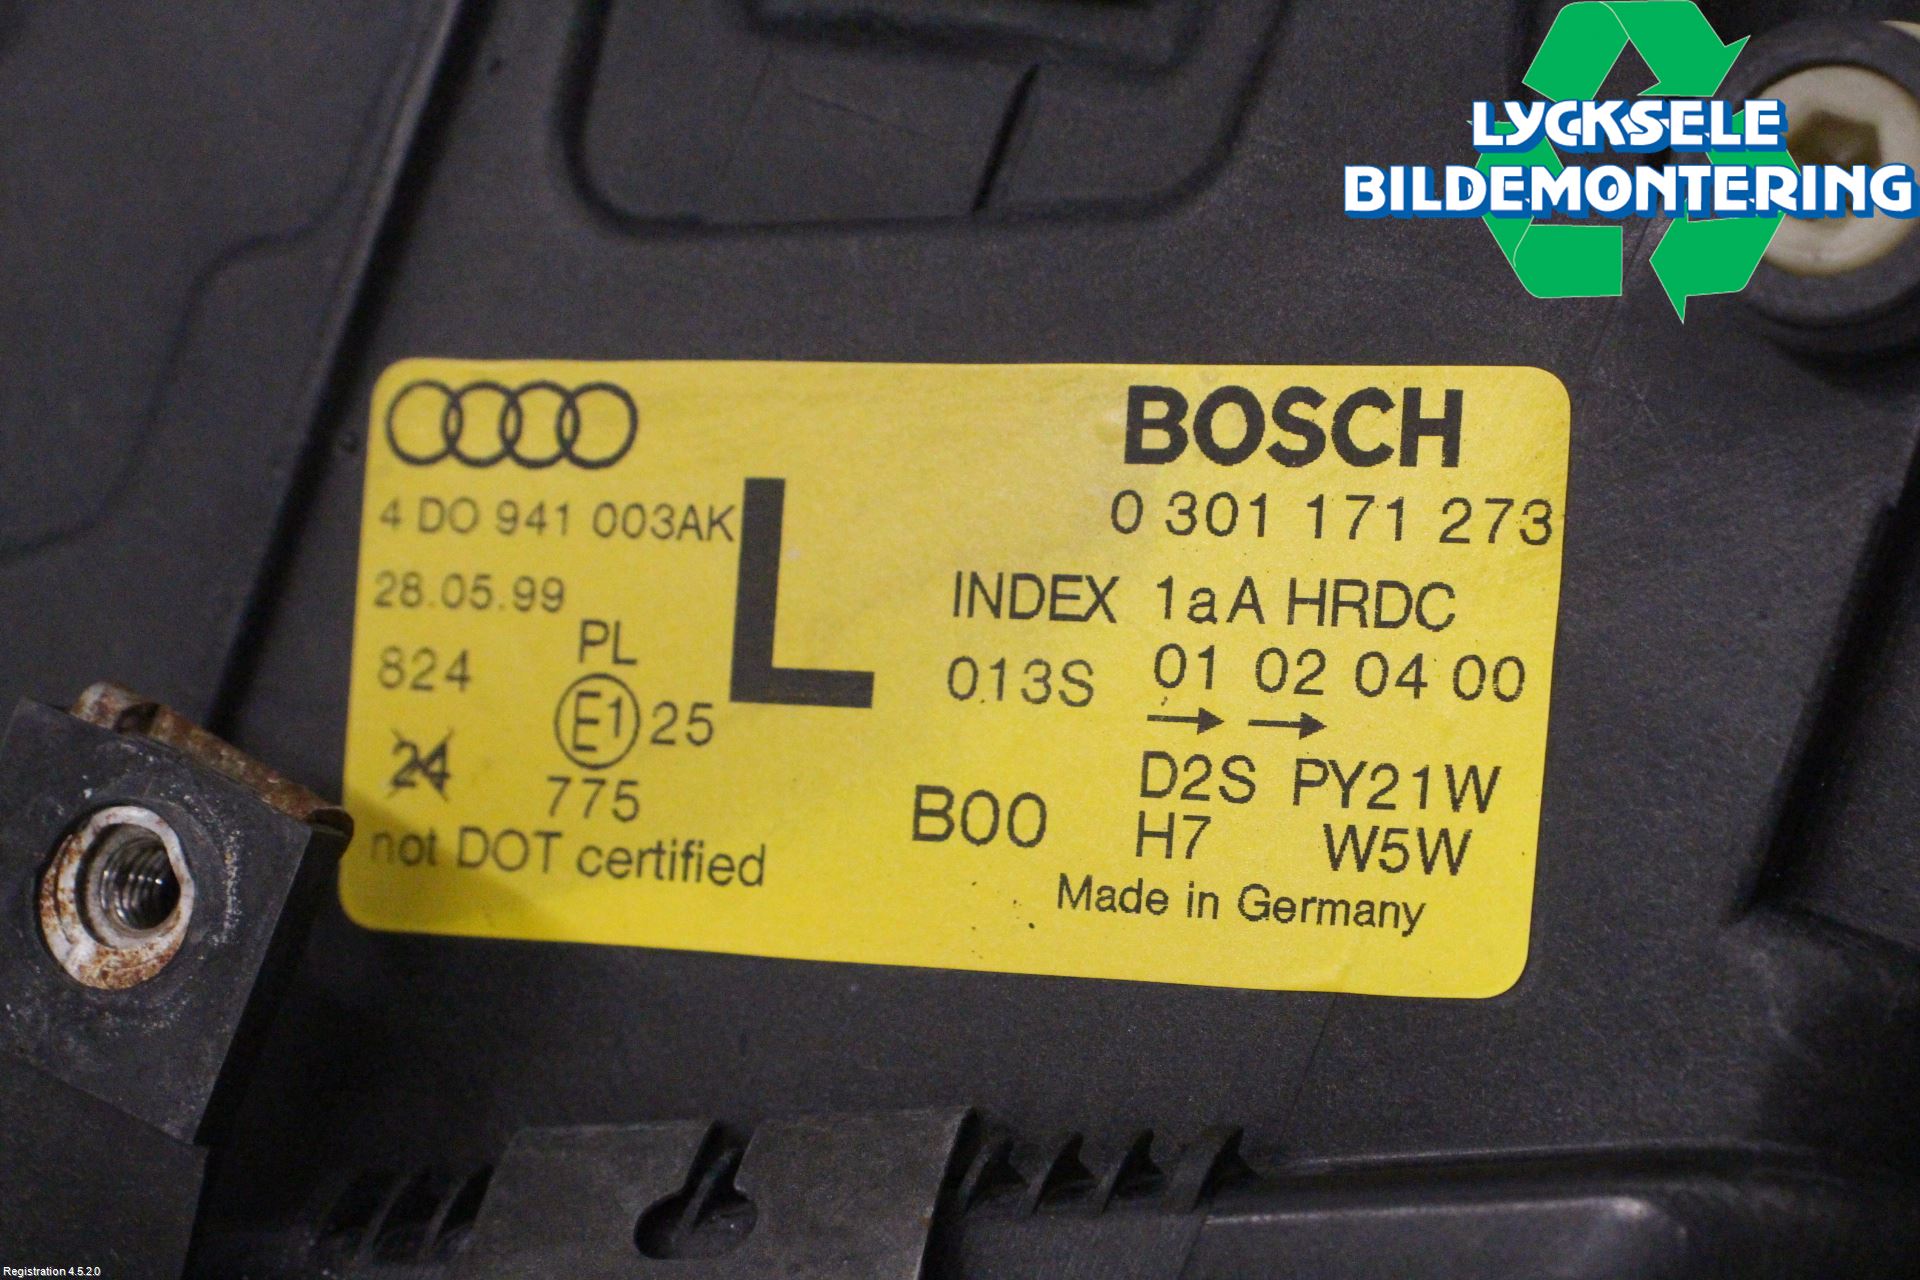 LYCKSELE
BILDEMONTERING
BOSCH
4 DO 941 003AK
0 301 171 273
L
28.05.99
INDEX 1aA HRDC
PL
824
E1 25
013S 01 02 04 00
→ →
24
775
D2S PY21W
B00
H7 W5W
not DOT certified
Made in Germany
Registration 4.5.2.0